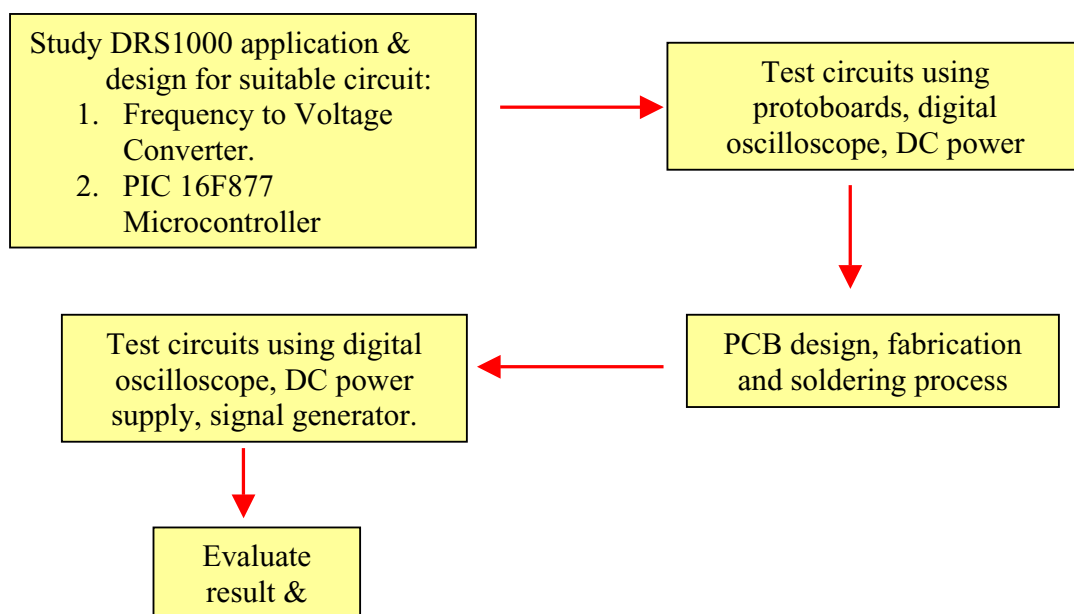 Study DRS1000 application &
design for suitable circuit:
1. Frequency to Voltage
Converter.
2. PIC 16F877
Microcontroller
Test circuits using
protoboards, digital
oscilloscope, DC power
PCB design, fabrication
and soldering process
Test circuits using digital
oscilloscope, DC power
supply, signal generator.
Evaluate
result &